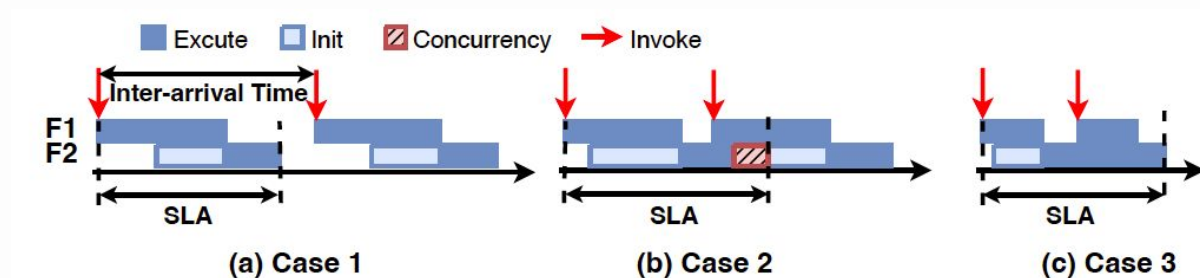 Excute Init Concurrency Invoke
Inter-arrival Time
F1
F2
SLA SLA SLA
(a) Case 1 (b) Case 2 (c) Case 3